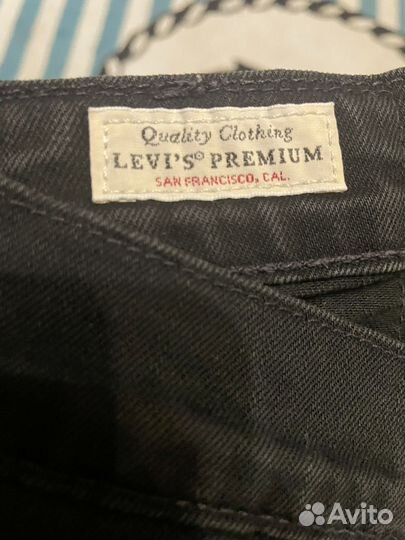 Quality Clothing
LEVI'S® PREMIUM
SAN FRANCISCO, CAL.
Avito